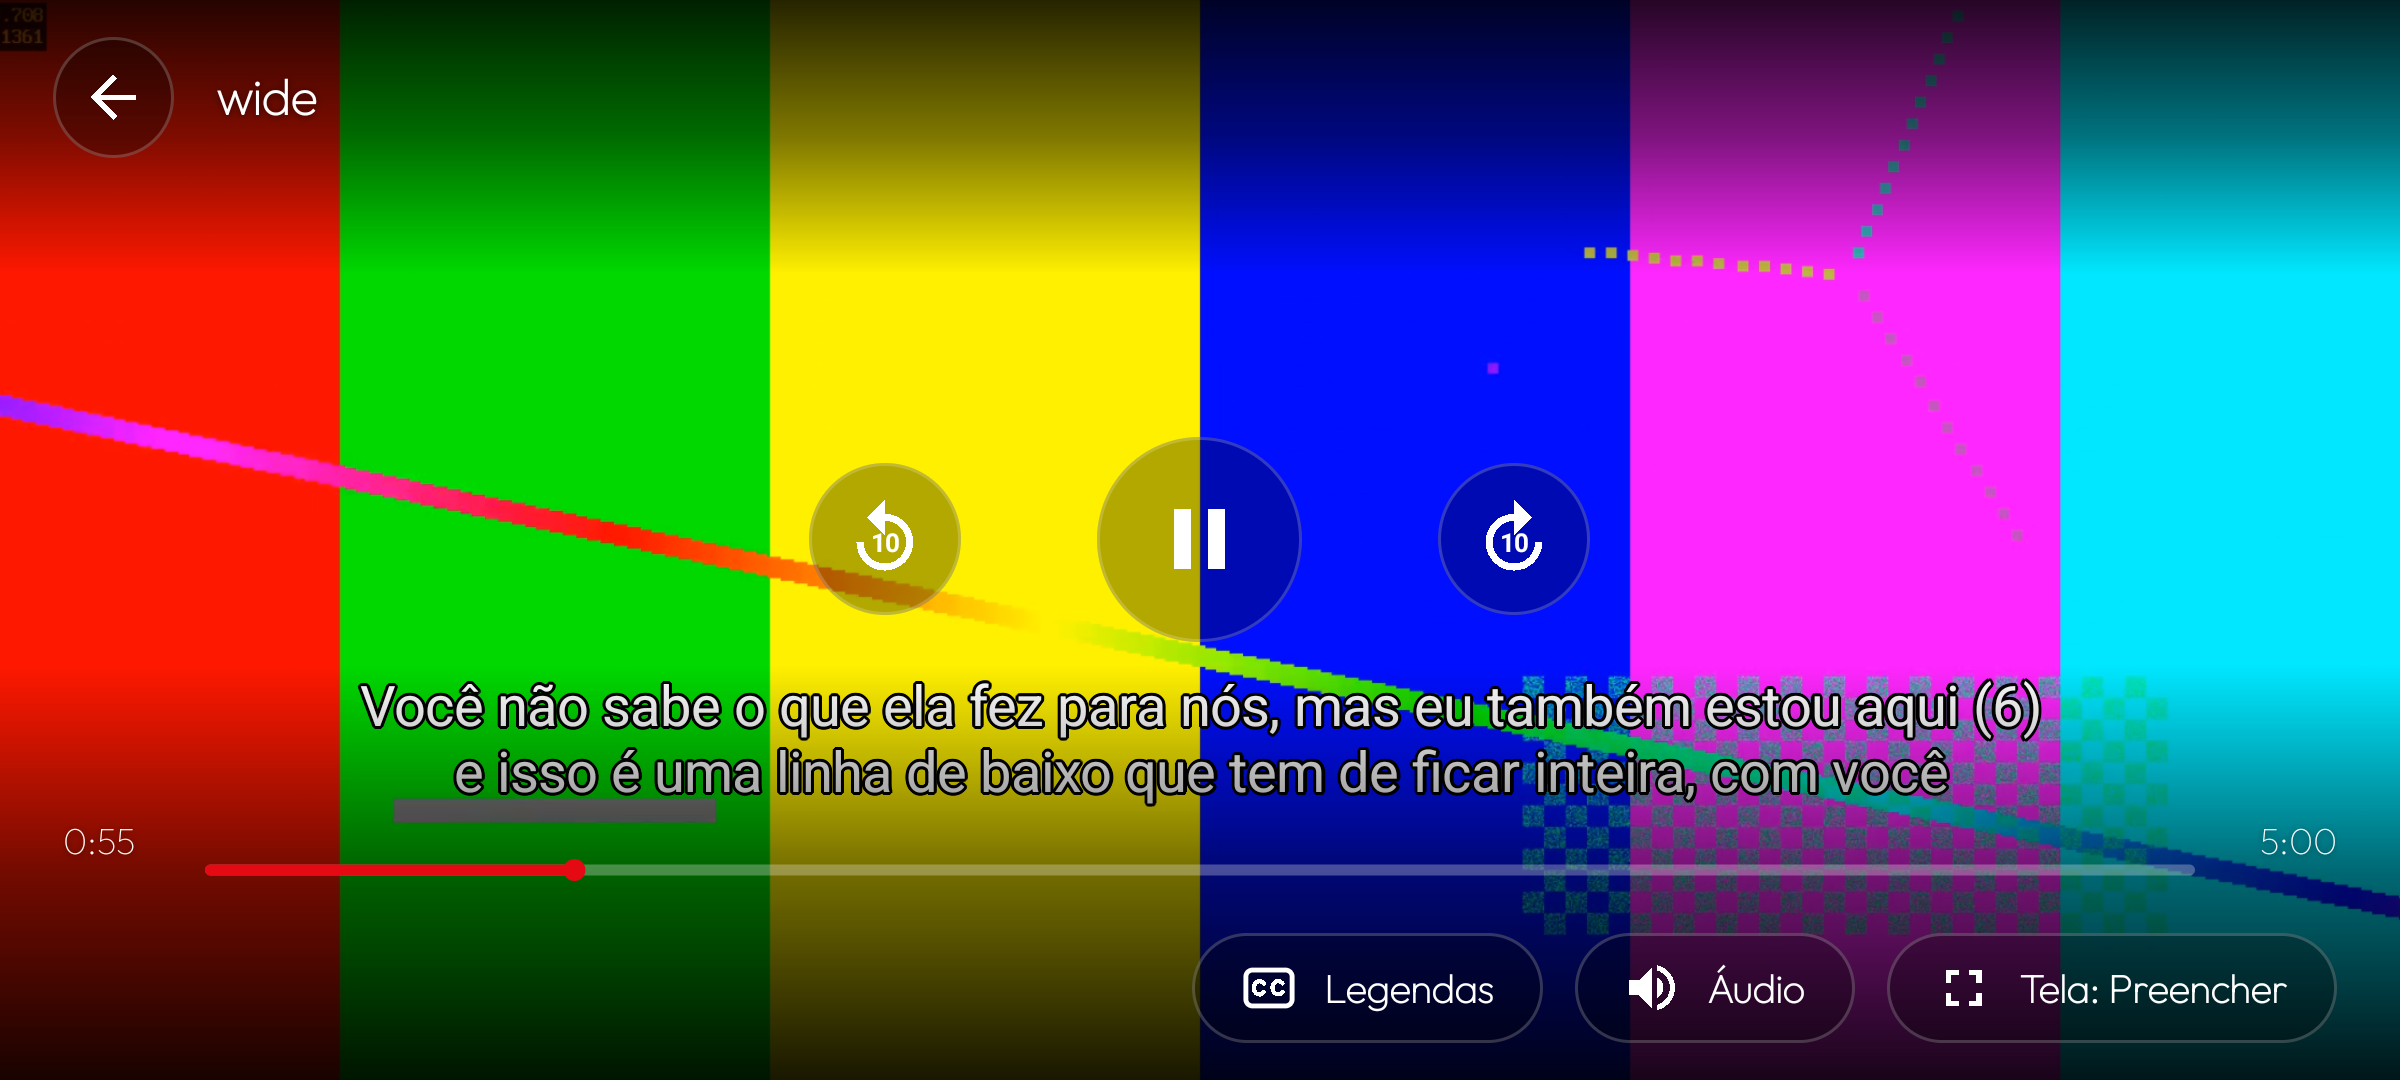 .708
1361
wide
10
10
Você não sabe o que ela fez para nós, mas eu também estou aqui (6)
e isso é uma linha de baixo que tem de ficar inteira, com você
0:55
5:00
CC Legendas
Áudio
Tela: Preencher